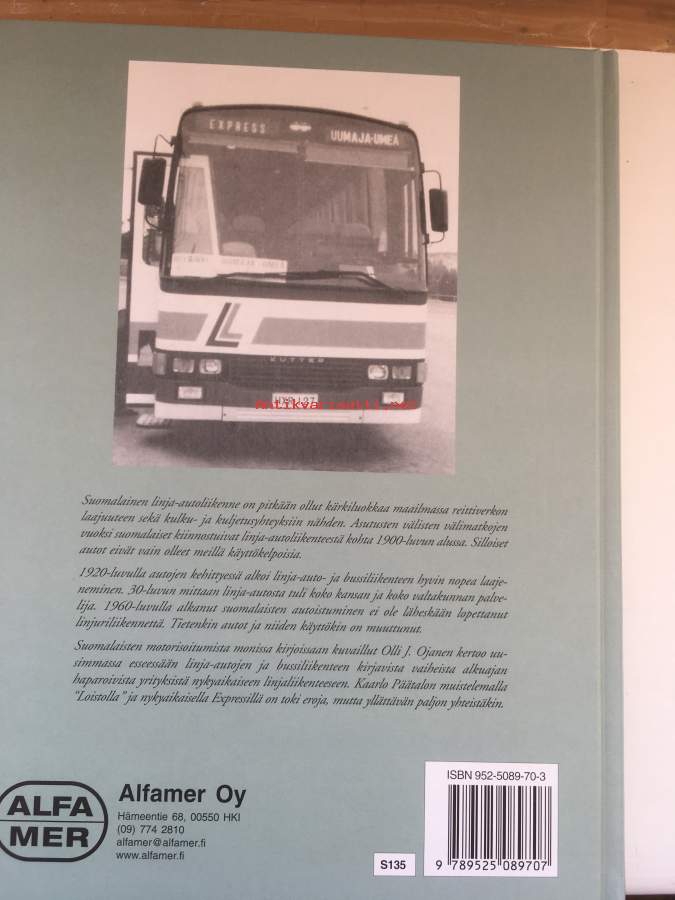 EXPRESS
UUMAJA-UMEÅ
KUTTER
antikvariaatti.net
Suomalainen linja-autoliikenne on pitkään ollut kärkiluokkaa maailmassa reittiverkon
laajuuteen sekä kulku- ja kuljetusyhteyksiin nähden. Asutusten välisten välimatkojen
vuoksi suomalaiset kiinnostuivat linja-autoliikenteestä kohta 1900-luvun alussa. Silloiset
autot eivät vain olleet meillä käyttökelpoisia.
1920-luvulla autojen kehittyessä alkoi linja-auto- ja bussiliikenteen hyvin nopea laaje-
neminen. 30-luvun mittaan linja-autosta tuli koko kansan ja koko valtakunnan palve-
lija. 1960-luvulla alkanut suomalaisten autoistuminen ei ole läheskään lopettanut
linjuriliikennettä. Tietenkin autot ja niiden käyttökin on muuttunut.
Suomalaisten motorisoitumista monissa kirjoissaan kuvaillut Olli J. Ojanen kertoo uu-
simmassa esseessään linja-autojen ja bussiliikenteen kirjavista vaiheista alkuajan
haparoivista yrityksistä nykyaikaiseen linjaliikenteeseen. Kaarlo Päätalon muistelemalla
"Loistolla" ja nykyaikaisella Expressillä on toki eroja, mutta yllättävän paljon yhteistäkin.
ALFA
MER
Alfamer Oy
Hämeentie 68, 00550 HKI
(09) 774 2810
alfamer@alfamer.fi
www.alfamer.fi
S135
ISBN 952-5089-70-3
9 789525 089707